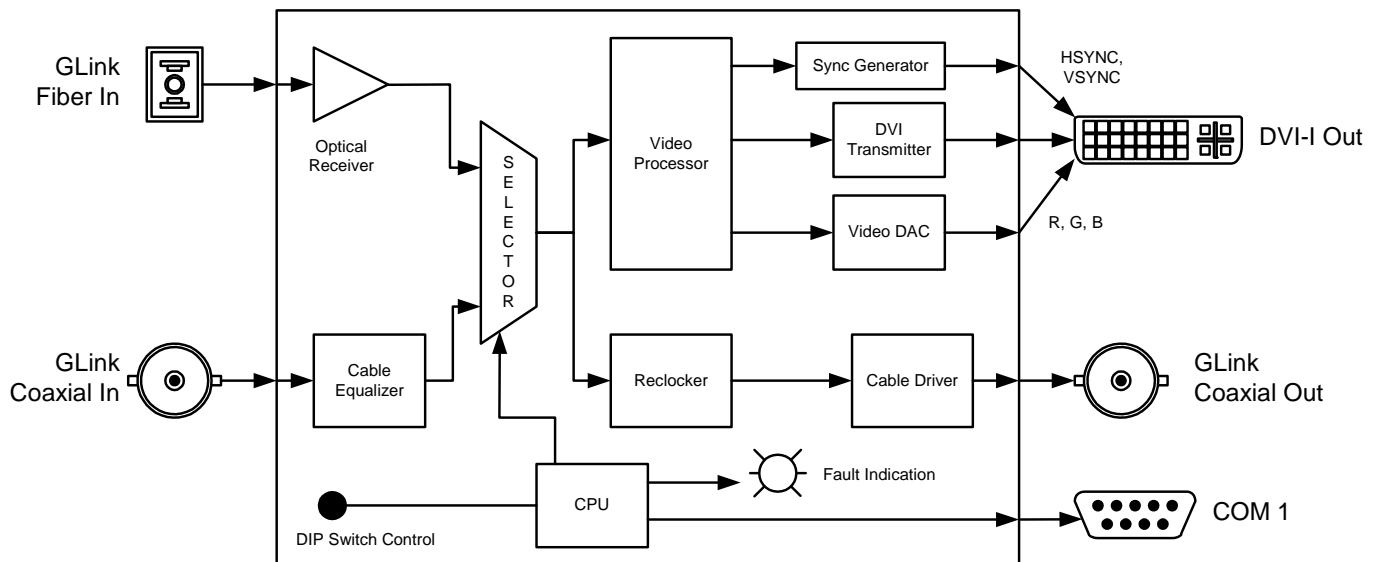 GLink
Fiber In
Optical
Receiver
SELECTOR
Video
Processor
Sync Generator
HSYNC,
VSYNC
DVI
Transmitter
DVI-I Out
Video DAC
R, G, B
GLink
Coaxial In
Cable
Equalizer
Reclocker
Cable Driver
GLink
Coaxial Out
CPU
Fault Indication
DIP Switch Control
COM 1